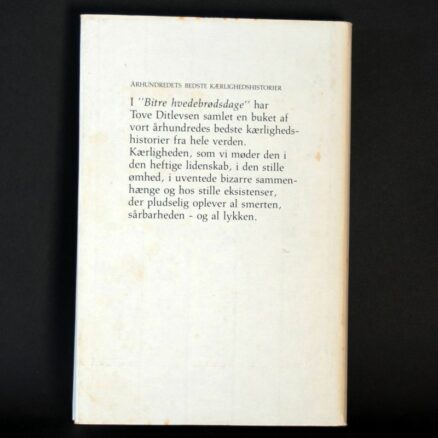 ÅRHUNDREDETS BEDSTE KÆRLIGHEDSHISTORIER
I "Bitre hvedebrødsdage" har
Tove Ditlevsen samlet en buket af
vort århundredes bedste kærligheds-
historier fra hele verden.
Kærligheden, som vi møder den i
den heftige lidenskab, i den stille
ømhed, i uventede bizarre sammen-
hænge og hos stille eksistenser,
der pludselig oplever al smerten,
sårbarheden - og al lykken.